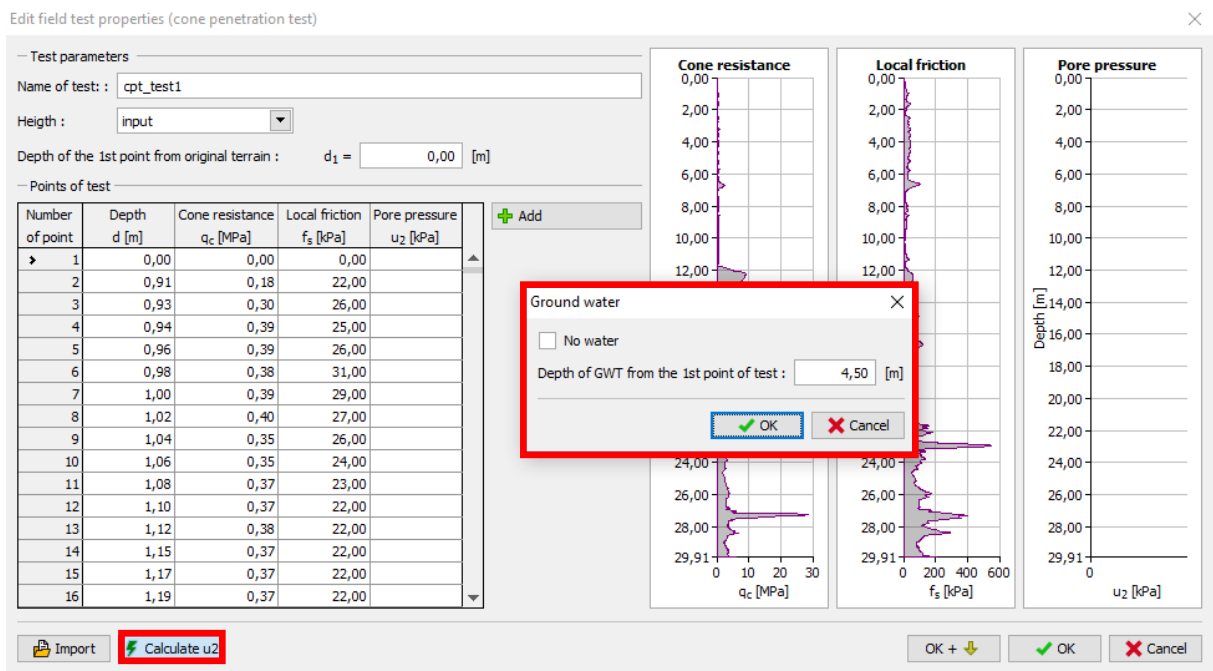 Edit field test properties (cone penetration test)
Test parameters
Name of test: : cpt_test1
Heigth : input
Depth of the 1st point from original terrain : d1 = 0,00 [m]
Points of test
Number Depth Cone resistance Local friction Pore pressure
of point d [m] qc [MPa] fs [kPa] u2 [kPa]
1 0,00 0,00 0,00
2 0,91 0,18 22,00
3 0,93 0,30 26,00
4 0,94 0,39 25,00
5 0,96 0,39 26,00
6 0,98 0,38 31,00
7 1,00 0,39 29,00
8 1,02 0,40 27,00
9 1,04 0,35 26,00
10 1,06 0,35 24,00
11 1,08 0,37 23,00
12 1,10 0,37 22,00
13 1,12 0,38 22,00
14 1,15 0,37 22,00
15 1,17 0,37 22,00
16 1,19 0,37 22,00
Add
Ground water
No water
Depth of GWT from the 1st point of test : 4,50 [m]
OK Cancel
Cone resistance
0,00
2,00
4,00
6,00
8,00
10,00
12,00
24,00
26,00
28,00
29,91
0 10 20 30
qc [MPa]
Local friction
0,00
2,00
4,00
6,00
8,00
10,00
12,00
24,00
26,00
28,00
29,91
0 200 400 600
fs [kPa]
Pore pressure
0,00
2,00
4,00
6,00
8,00
10,00
12,00
14,00
16,00
18,00
20,00
22,00
24,00
26,00
28,00
29,91
Depth [m]
0
u2 [kPa]
Import Calculate u2 OK + OK Cancel